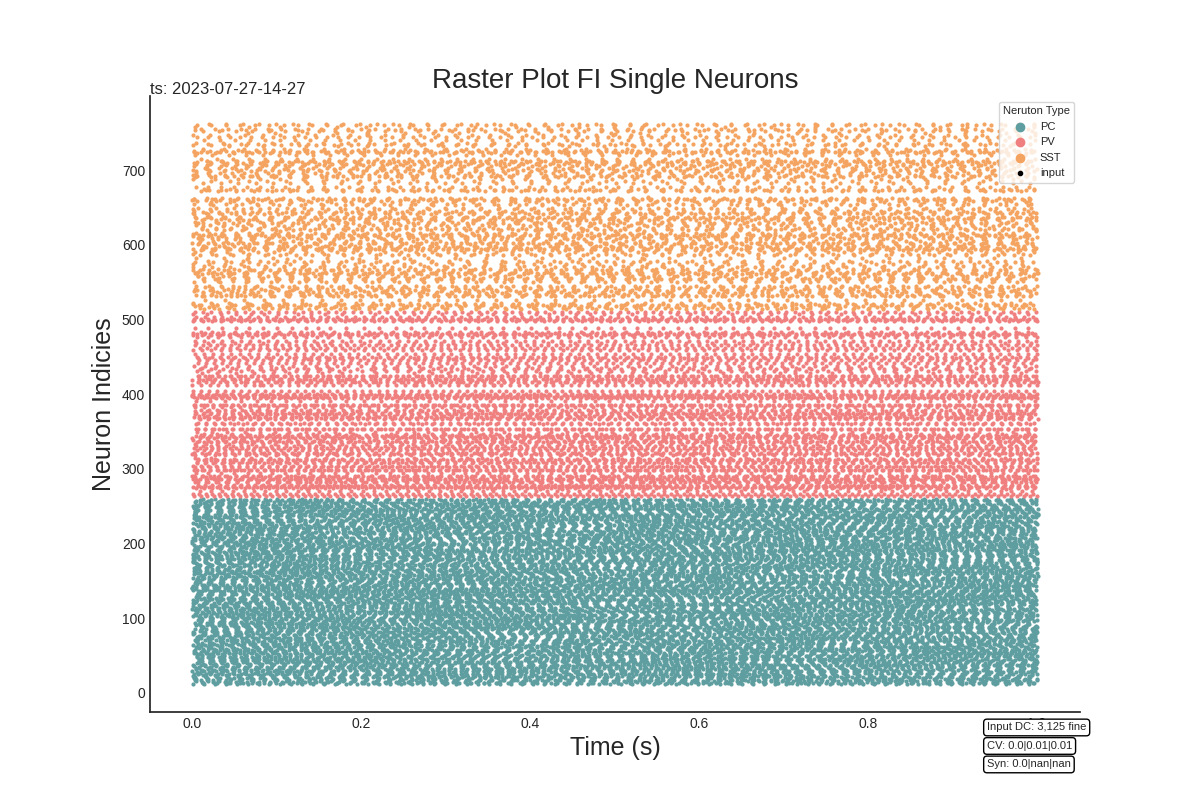 Raster Plot FI Single Neurons
ts: 2023-07-27-14-27
Neruton Type
PC
PV
SST
input
Neuron Indicies
700
600
500
400
300
200
100
0
0.0 0.2 0.4 0.6 0.8
Time (s)
Input DC: 3,125 fine
CV: 0.0|0.01|0.01
Syn: 0.0|nan|nan